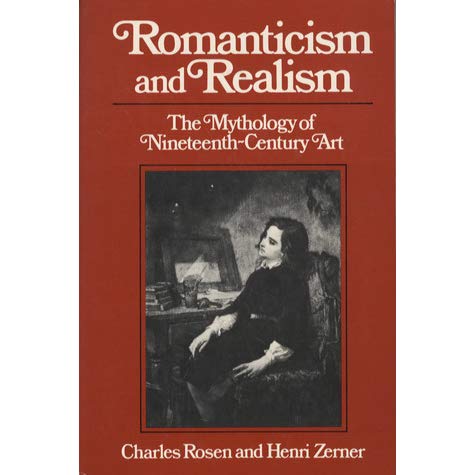 Romanticism
and Realism
The Mythology of
Nineteenth-Century Art
Charles Rosen and Henri Zerner